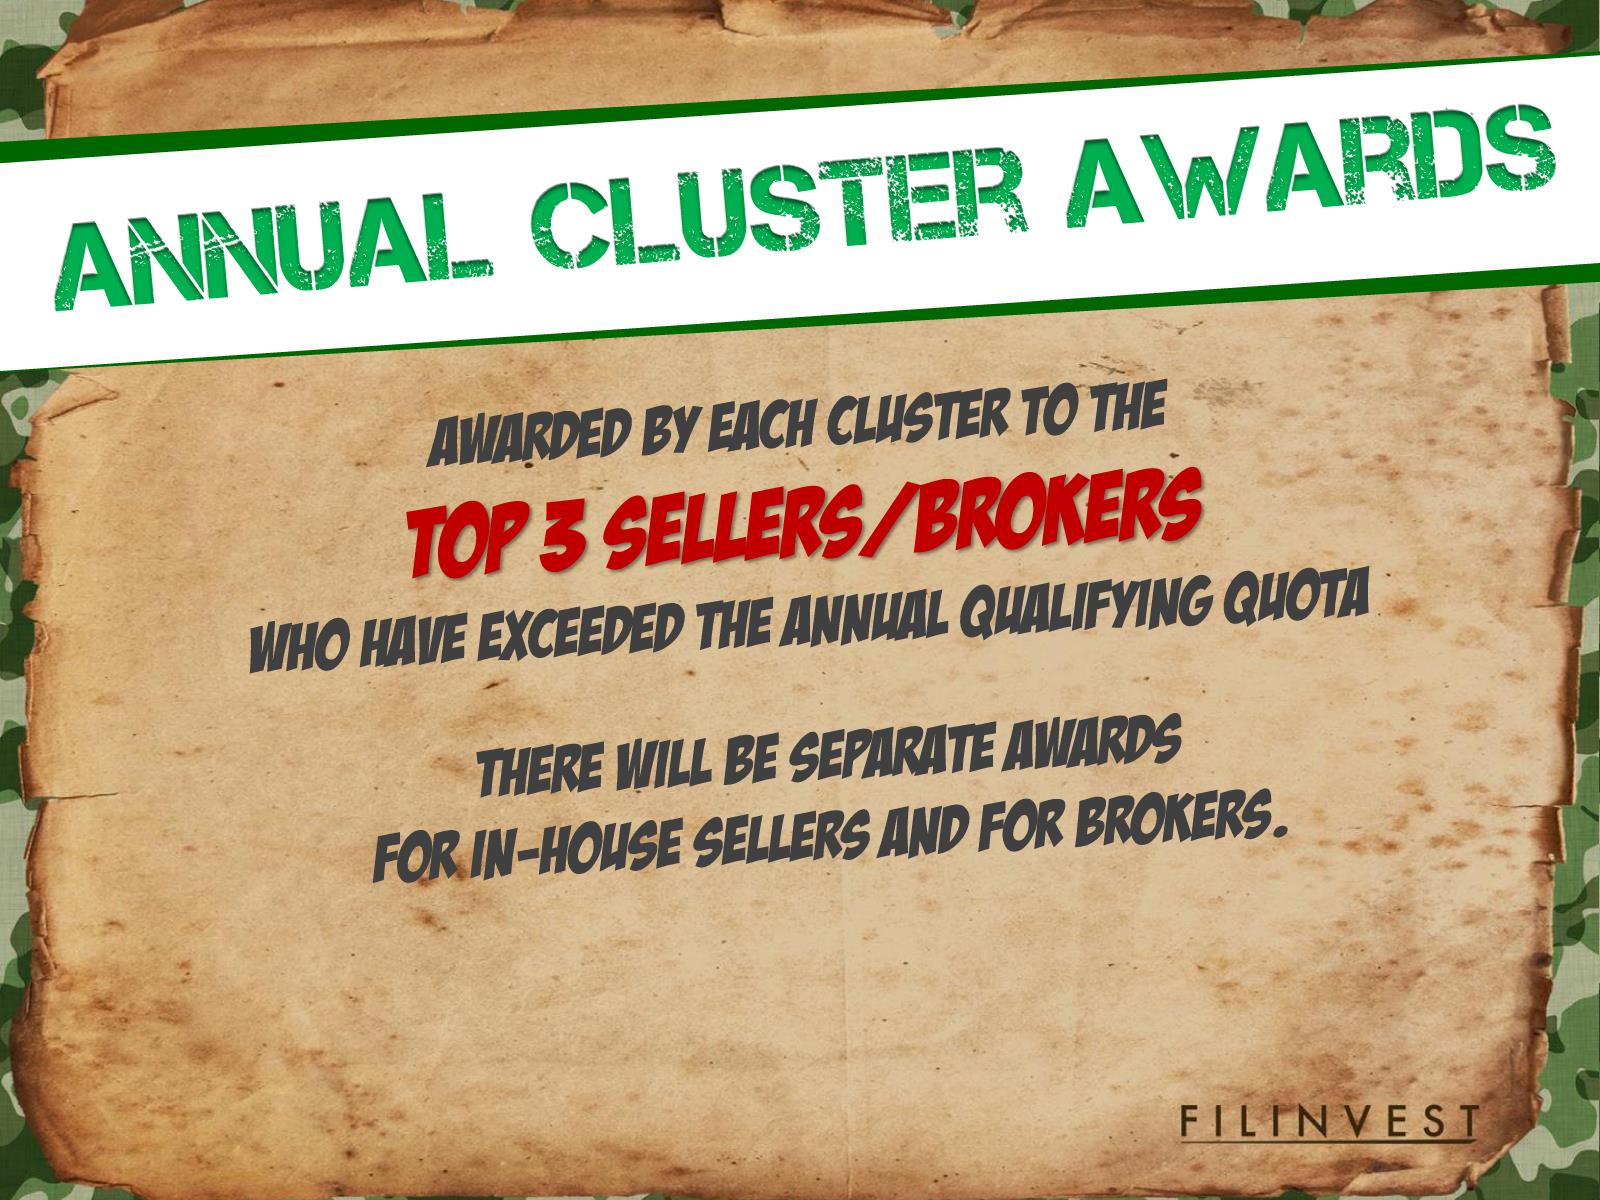 ANNUAL CLUSTER AWARDS
AWARDED BY EACH CLUSTER TO THE
TOP 3 SELLERS/BROKERS
WHO HAVE EXCEEDED THE ANNUAL QUALIFYING QUOTA
THERE WILL BE SEPARATE AWARDS
FOR IN-HOUSE SELLERS AND FOR BROKERS.
FILINVEST